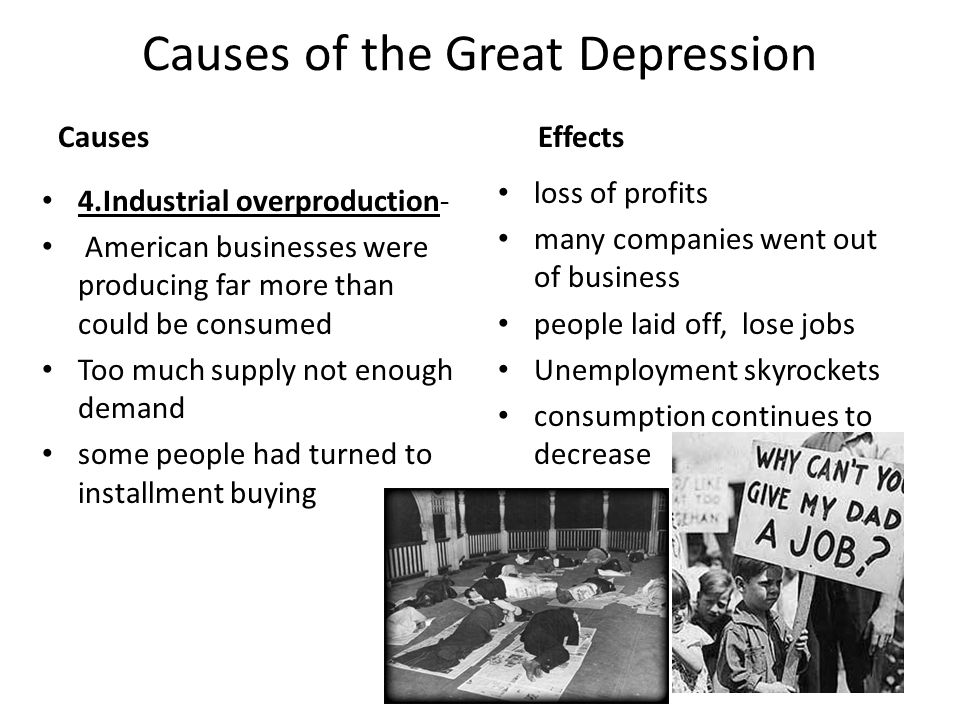 Causes of the Great Depression
Causes
• 4.Industrial overproduction-
• American businesses were
producing far more than
could be consumed
• Too much supply not enough
demand
• some people had turned to
installment buying
Effects
• loss of profits
• many companies went out
of business
• people laid off, lose jobs
• Unemployment skyrockets
• consumption continues to
decrease
WHY CAN'T YOU
GIVE MY DAD
A JOB?